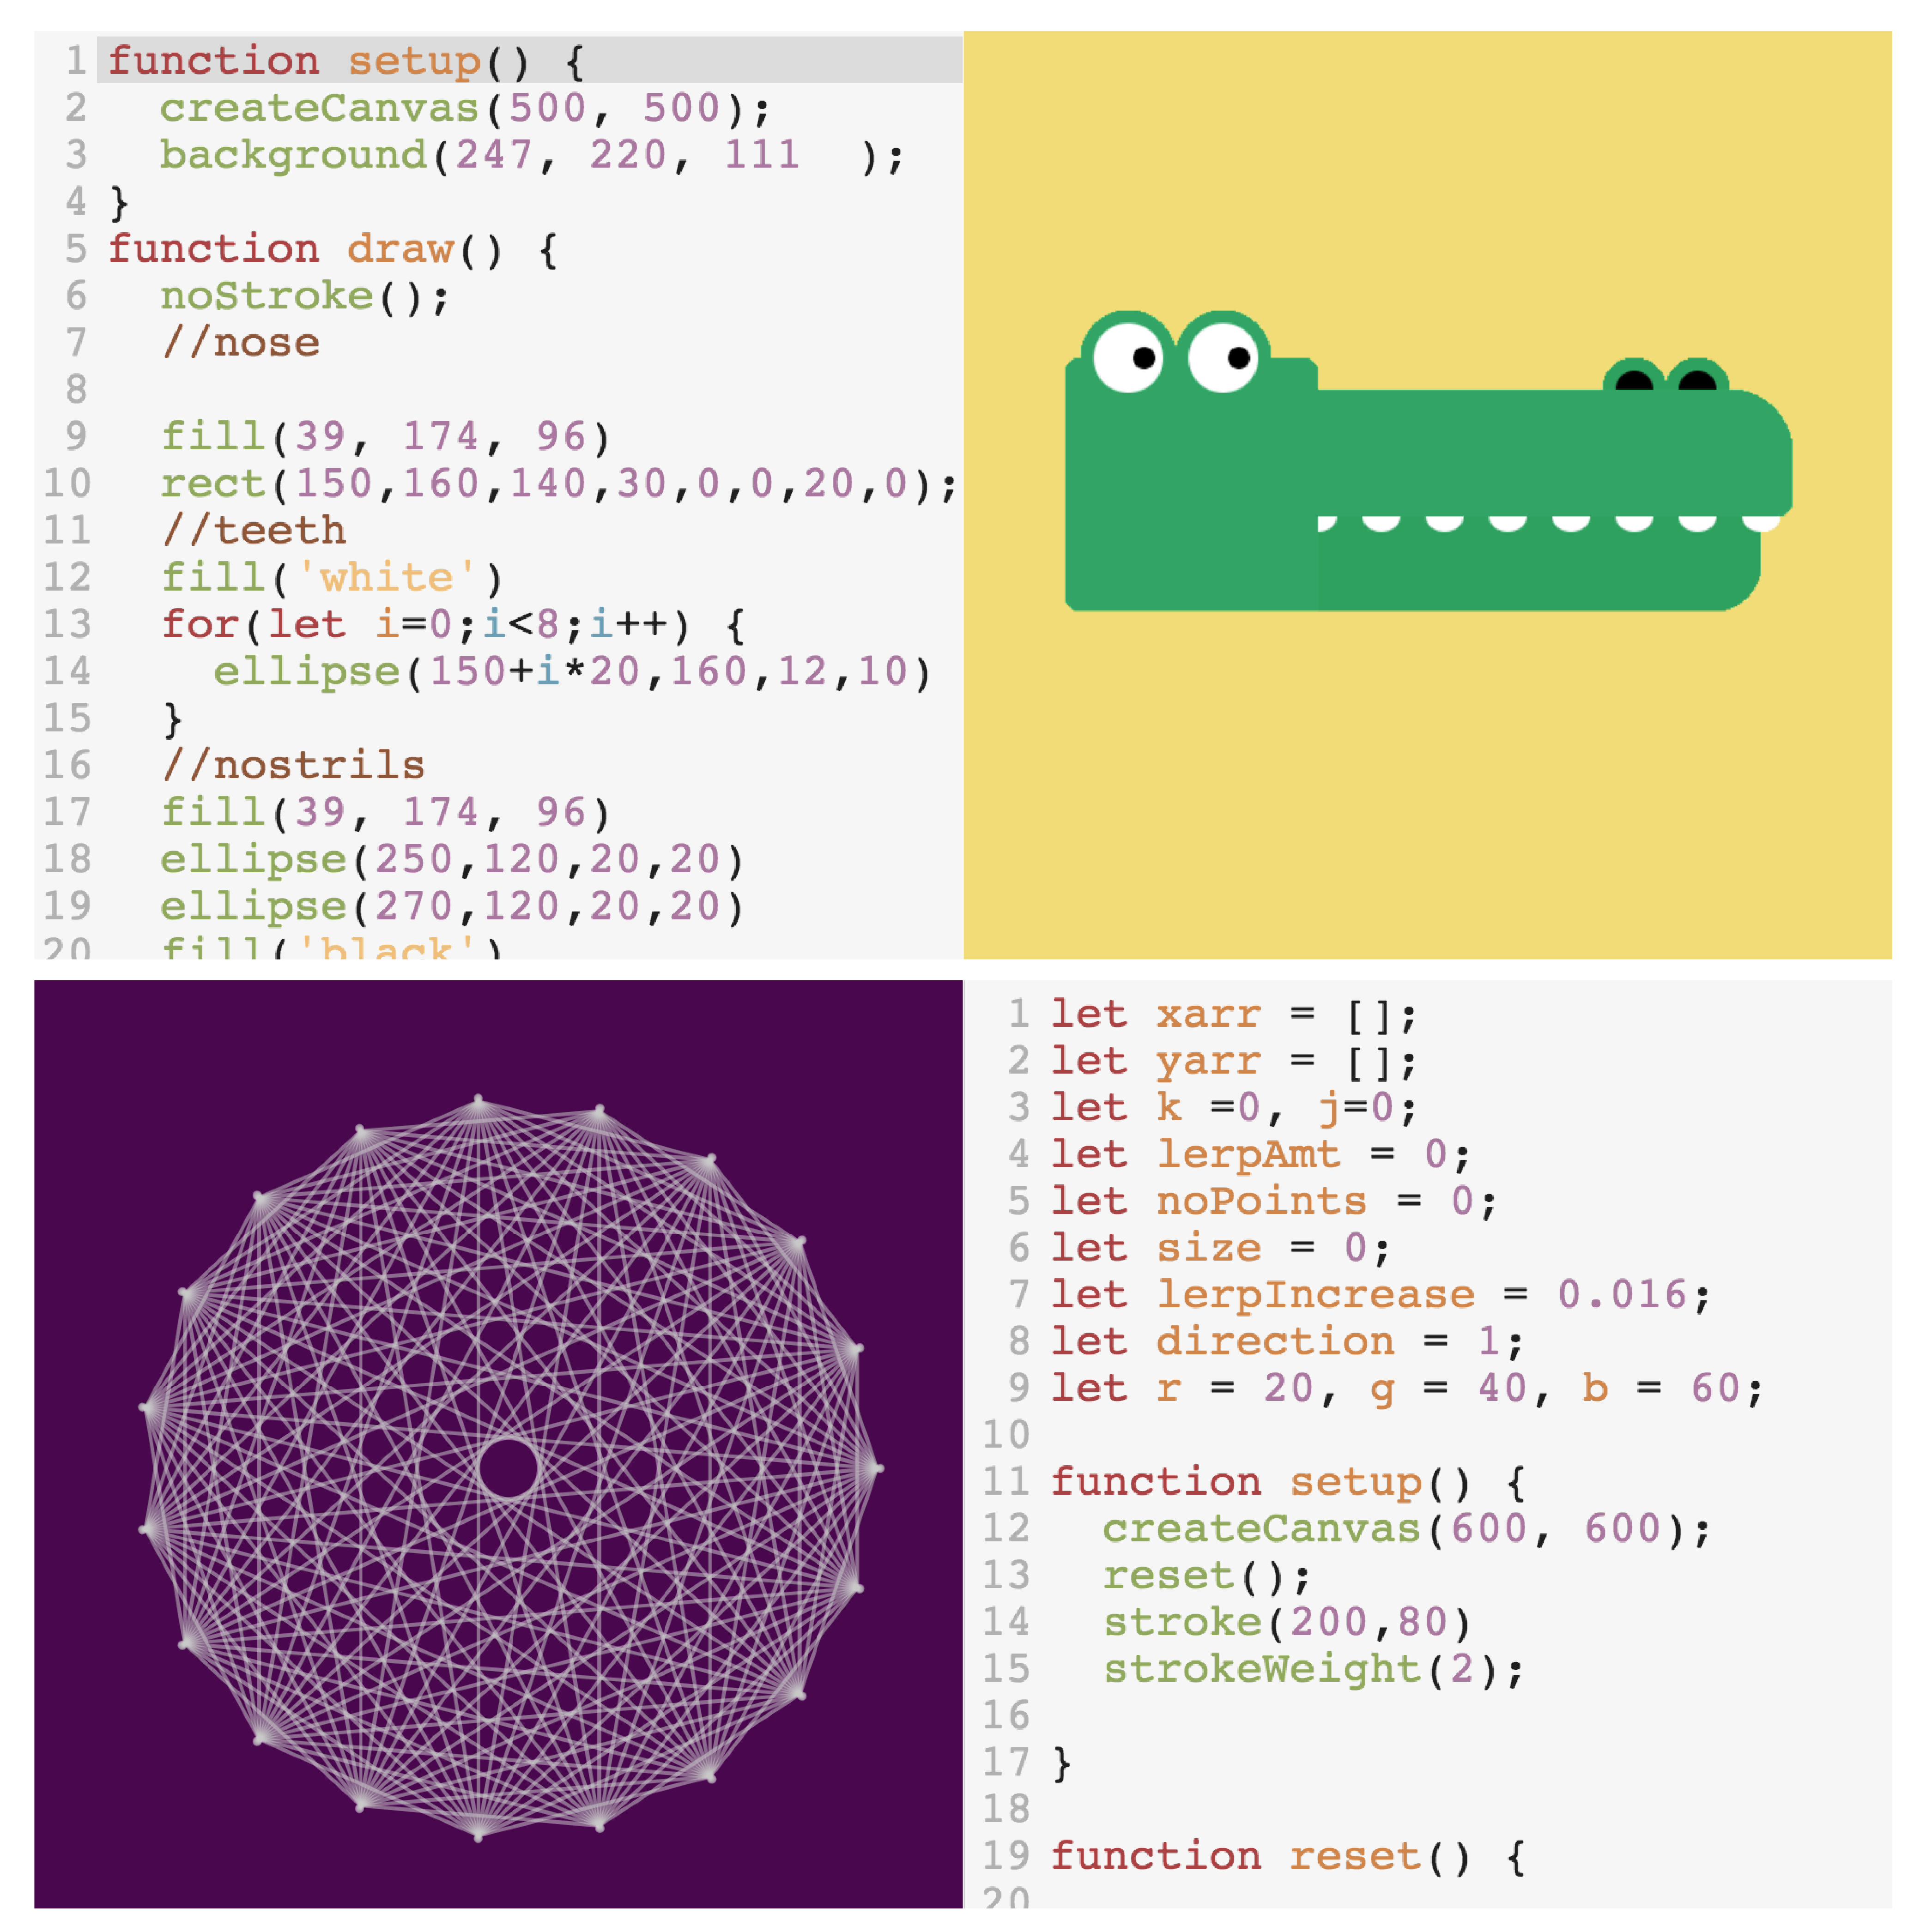 1 function setup() {
2 createCanvas(500, 500);
3 background(247, 220, 111  );
4 }
5 function draw() {
6 noStroke();
7 //nose
8
9 fill(39, 174, 96)
10 rect(150,160,140,30,0,0,20,0);
11 //teeth
12 fill('white')
13 for(let i=0;i<8;i++) {
14 ellipse(150+i*20,160,12,10)
15 }
16 //nostrils
17 fill(39, 174, 96)
18 ellipse(250,120,20,20)
19 ellipse(270,120,20,20)
20 fill('black')
1 let xarr = [];
2 let yarr = [];
3 let k =0, j=0;
4 let lerpAmt = 0;
5 let noPoints = 0;
6 let size = 0;
7 let lerpIncrease = 0.016;
8 let direction = 1;
9 let r = 20, g = 40, b = 60;
10
11 function setup() {
12 createCanvas(600, 600);
13 reset();
14 stroke(200,80)
15 strokeWeight(2);
16
17 }
18
19 function reset() {
20